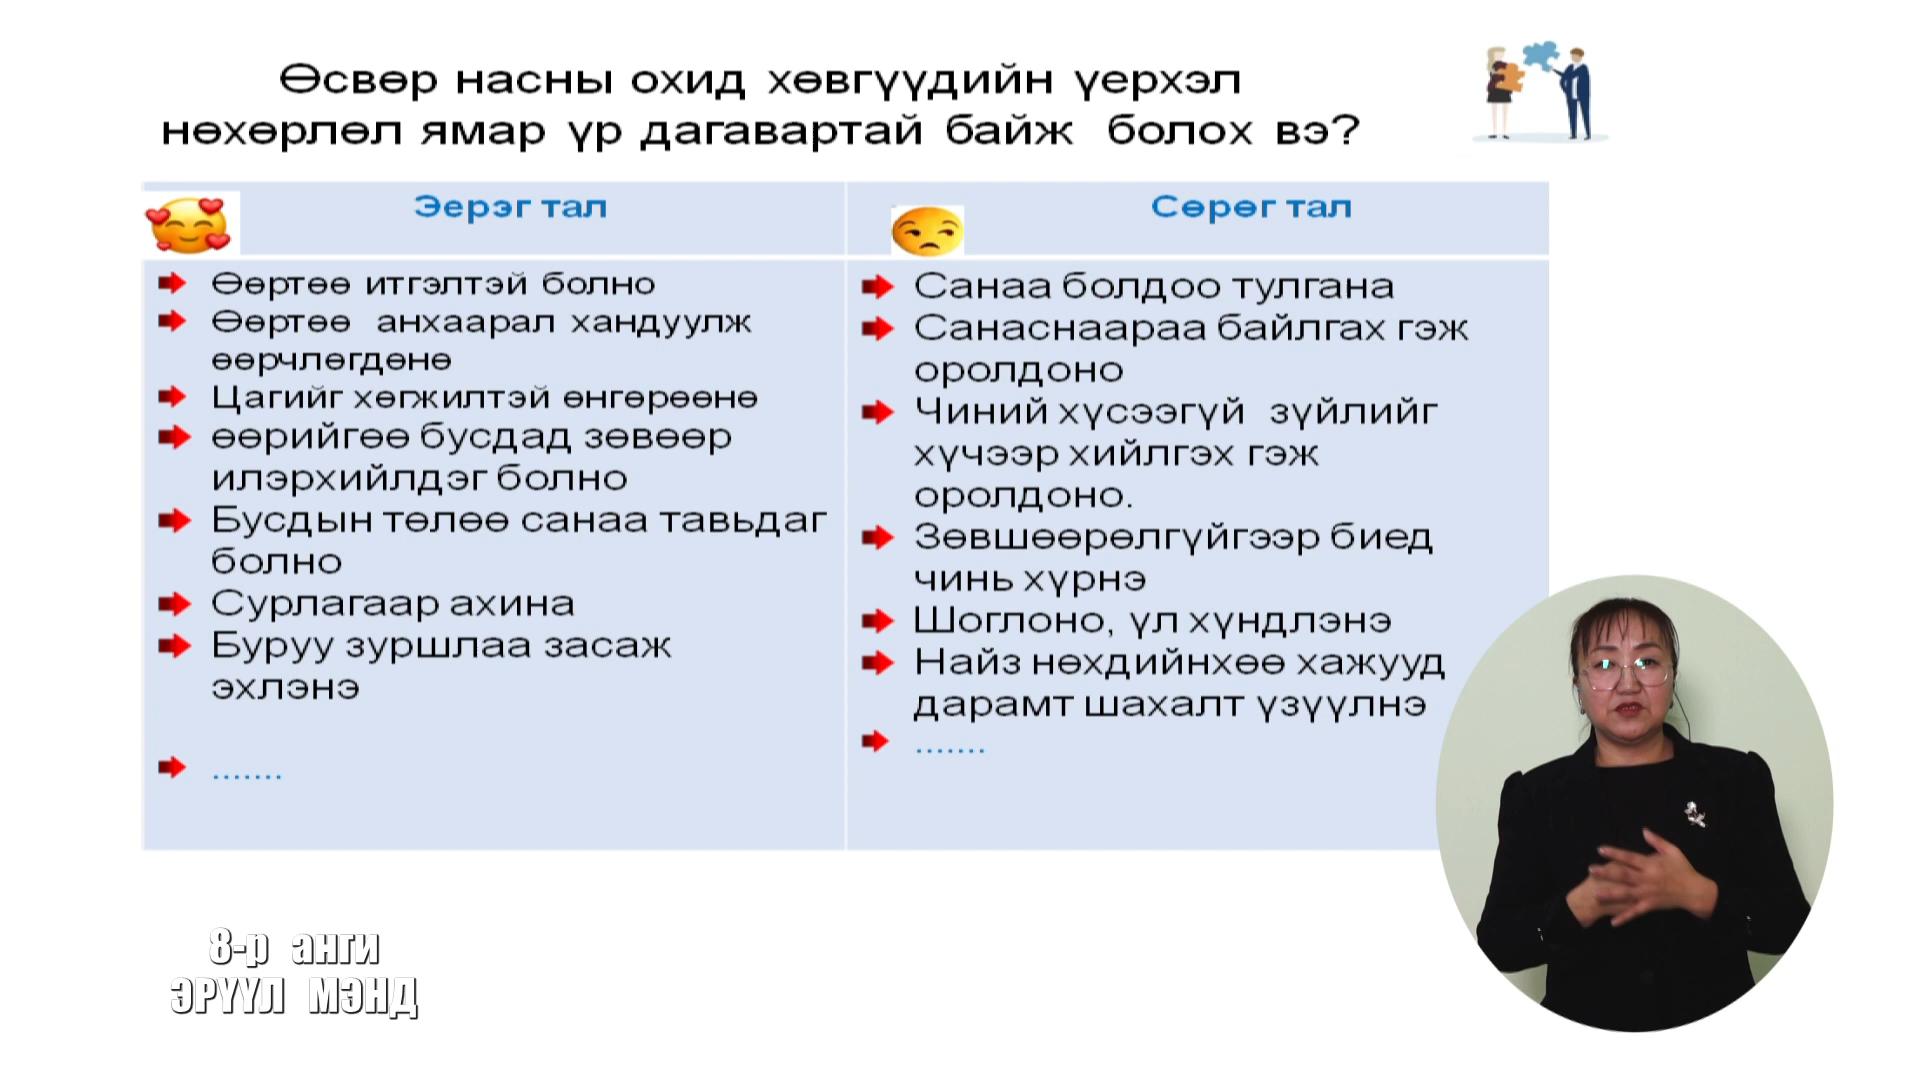 Өсвөр насны охид хөвгүүдийн үерхэл
нөхөрлөл ямар үр дагавартай байж болох вэ?
Эерэг тал
Өөртөө итгэлтэй болно
Өөртөө анхаарал хандуулж
өөрчлөгдөнө
Цагийг хөгжилтэй өнгөрөөнө
өөрийгөө бусдад зөвөөр
илэрхийлдэг болно
Бусдын төлөө санаа тавьдаг
болно
Сурлагаар ахина
Буруу зуршлаа засаж
эхлэнэ
.......
Сөрөг тал
Санаа болдоо тулгана
Санаснаараа байлгах гэж
оролдоно
Чиний хүсээгүй зүйлийг
хүчээр хийлгэх гэж
оролдоно.
Зөвшөөрөлгүйгээр биед
чинь хүрнэ
Шоглоно, үл хүндлэнэ
Найз нөхдийнхөө хажууд
дарамт шахалт үзүүлнэ
.......
8-р анги
ЭРҮҮЛ МЭНД